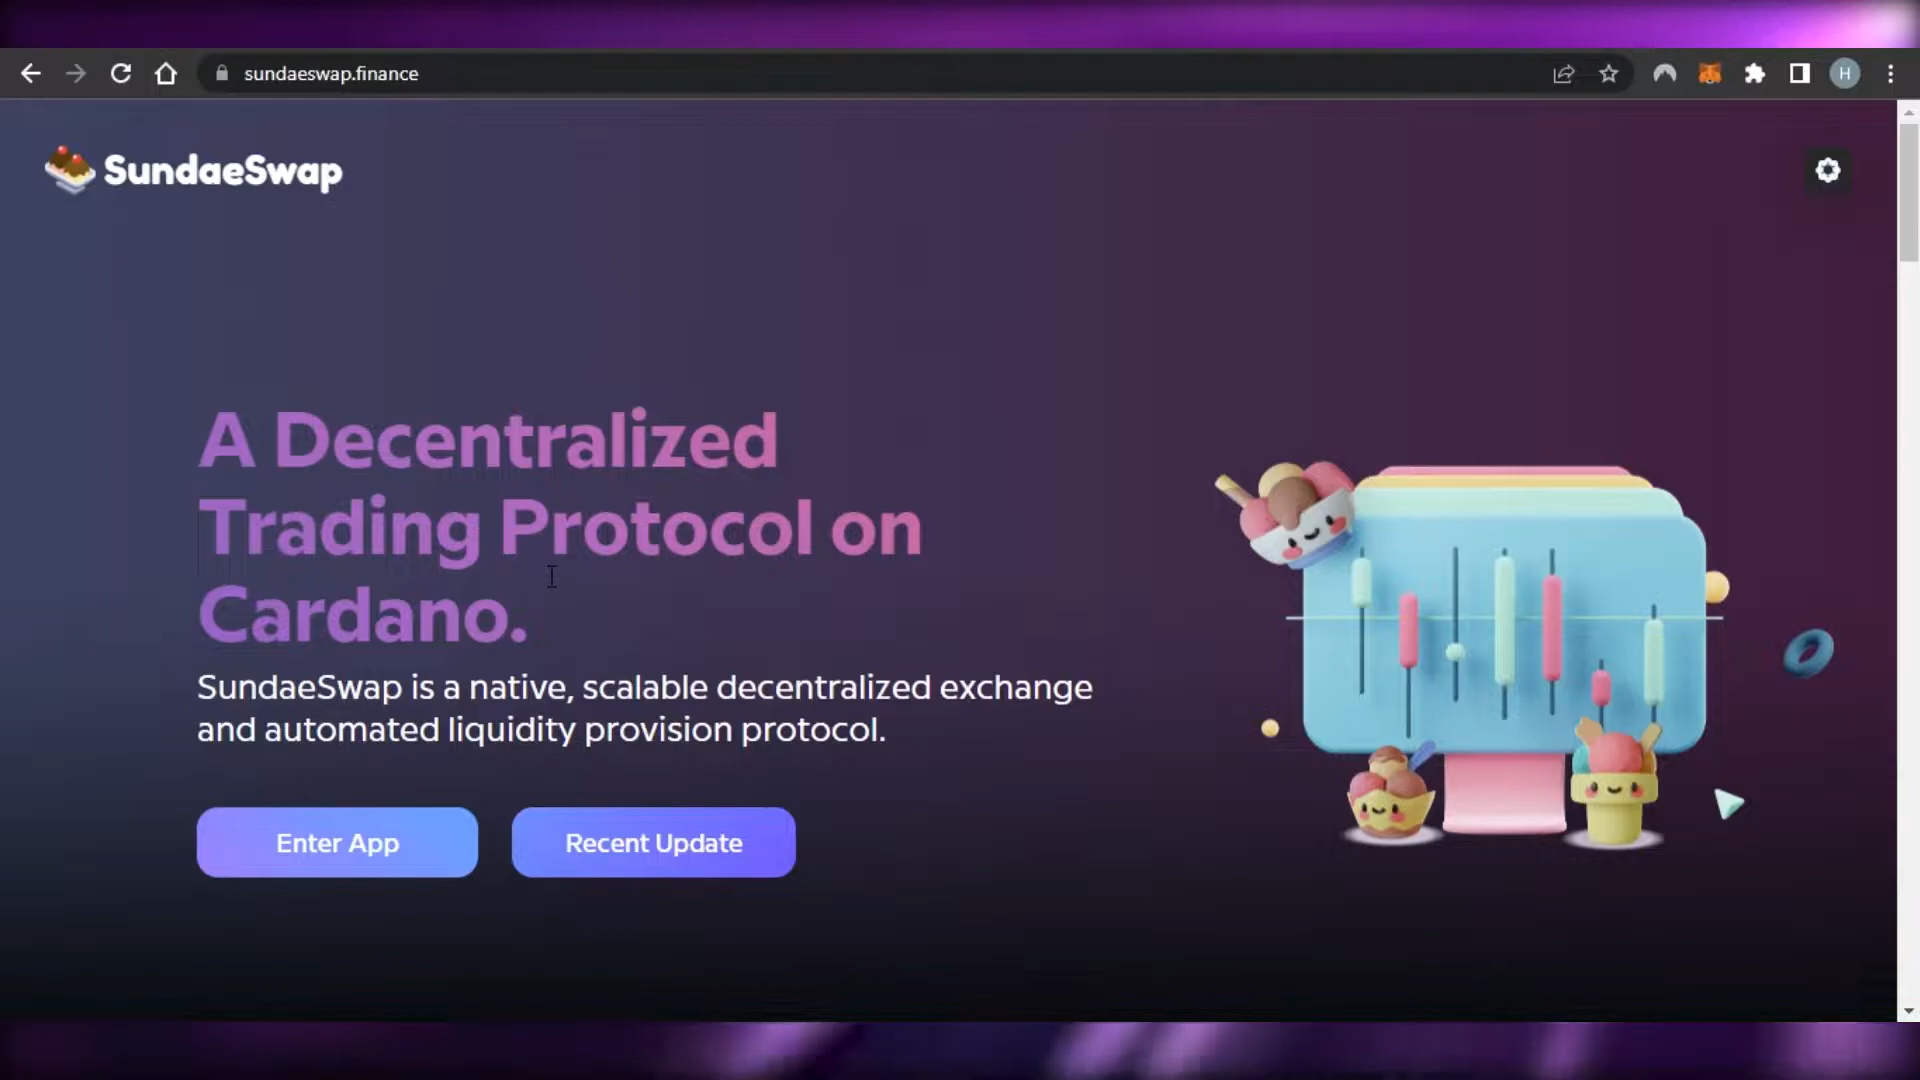 sundaeswap.finance
H
SundaeSwap
A Decentralized
Trading Protocol on
Cardano.
SundaeSwap is a native, scalable decentralized exchange
and automated liquidity provision protocol.
Enter App
Recent Update